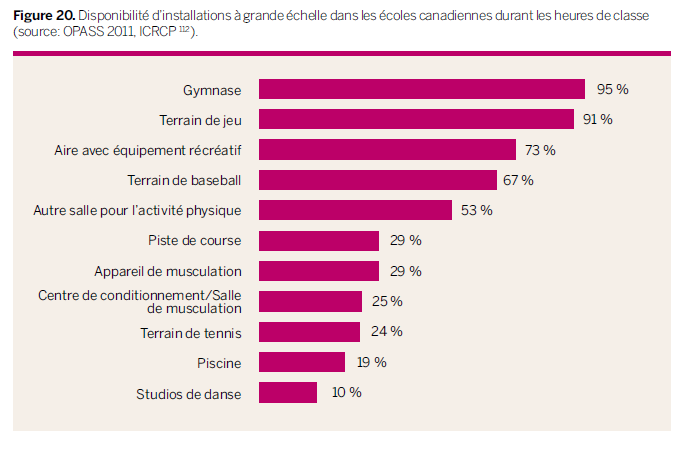 Figure 20. Disponibilité d'installations à grande échelle dans les écoles canadiennes durant les heures de classe
(source: OPASS 2011, ICRCP 112).
Gymnase 95 %
Terrain de jeu 91 %
Aire avec équipement récréatif 73 %
Terrain de baseball 67 %
Autre salle pour l'activité physique 53 %
Piste de course 29 %
Appareil de musculation 29 %
Centre de conditionnement/Salle
de musculation 25 %
Terrain de tennis 24 %
Piscine 19 %
Studios de danse 10 %